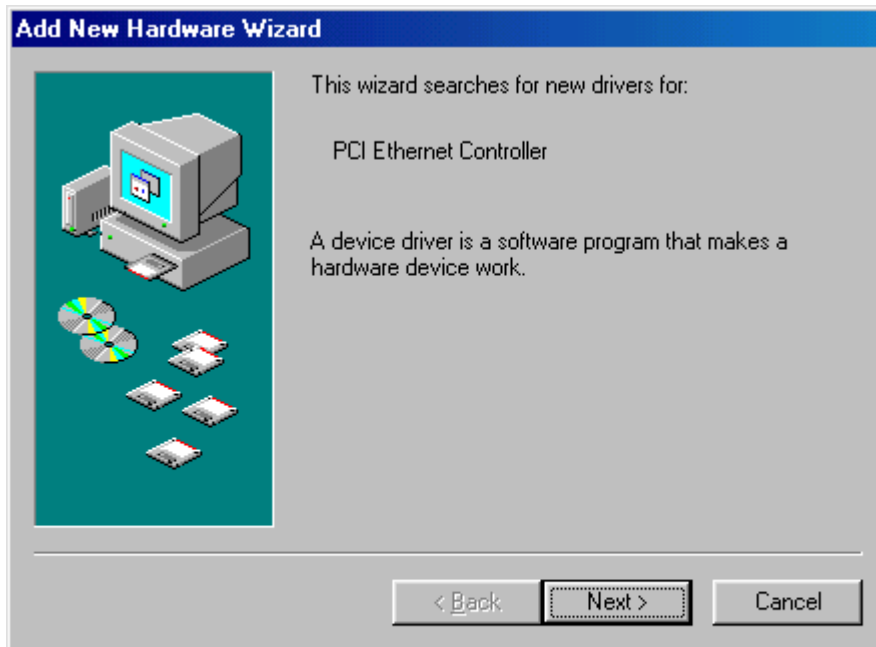 Add New Hardware Wizard
This wizard searches for new drivers for:
PCI Ethernet Controller
A device driver is a software program that makes a
hardware device work.
< Back
Next >
Cancel